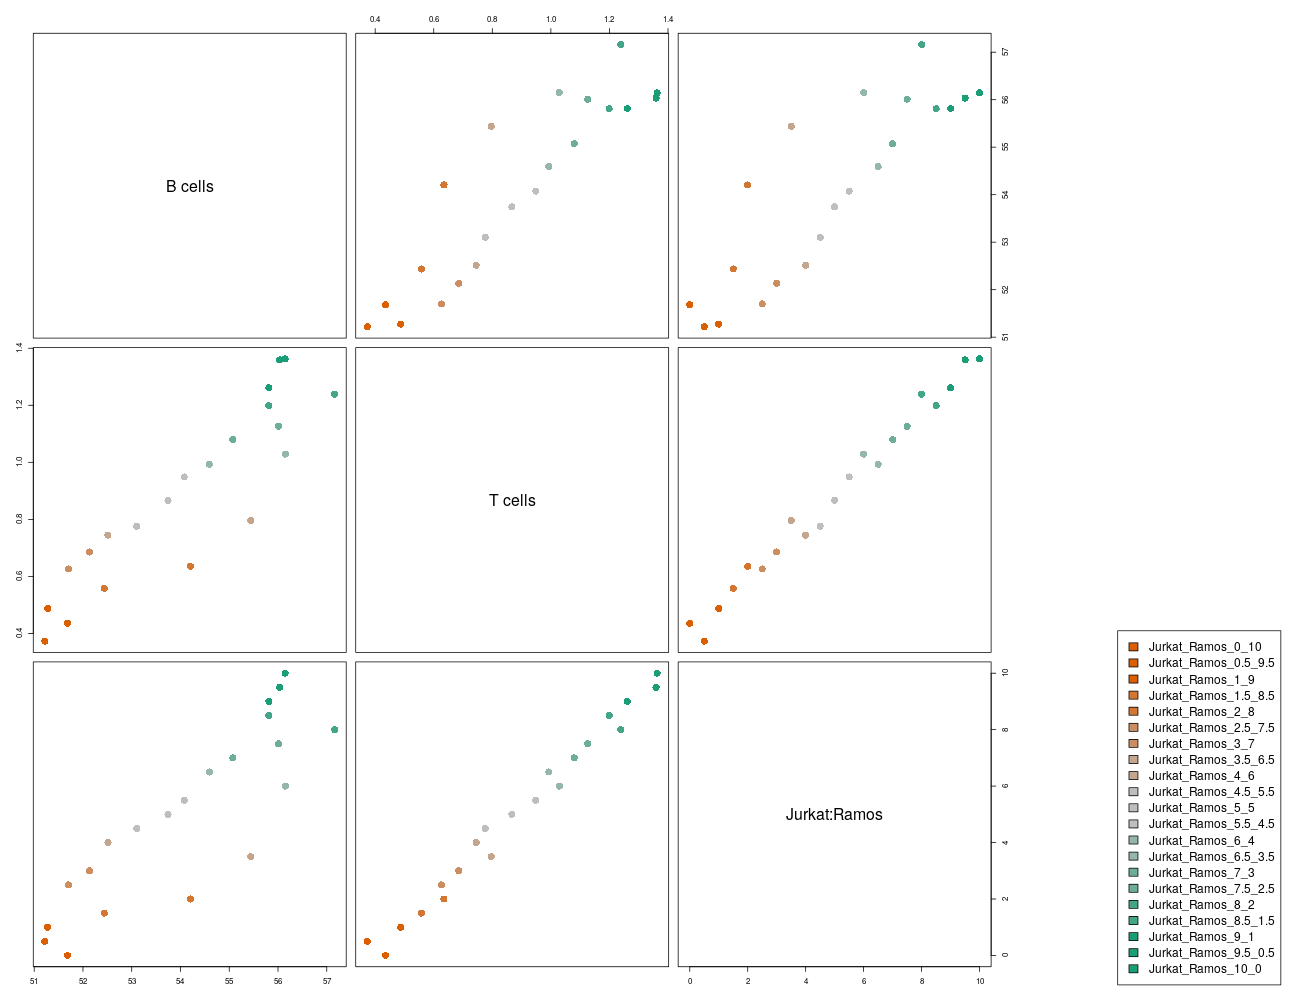 0.4 0.6 0.8 1.0 1.2 1.4
B cells
51 52 53 54 55 56 57
0.4 0.6 0.8 1.0 1.2 1.4
T cells
Jurkat:Ramos
0 2 4 6 8 10
51 52 53 54 55 56 57
0 2 4 6 8 10
Jurkat_Ramos_0_10
Jurkat_Ramos_0.5_9.5
Jurkat_Ramos_1_9
Jurkat_Ramos_1.5_8.5
Jurkat_Ramos_2_8
Jurkat_Ramos_2.5_7.5
Jurkat_Ramos_3_7
Jurkat_Ramos_3.5_6.5
Jurkat_Ramos_4_6
Jurkat_Ramos_4.5_5.5
Jurkat_Ramos_5_5
Jurkat_Ramos_5.5_4.5
Jurkat_Ramos_6_4
Jurkat_Ramos_6.5_3.5
Jurkat_Ramos_7_3
Jurkat_Ramos_7.5_2.5
Jurkat_Ramos_8_2
Jurkat_Ramos_8.5_1.5
Jurkat_Ramos_9_1
Jurkat_Ramos_9.5_0.5
Jurkat_Ramos_10_0